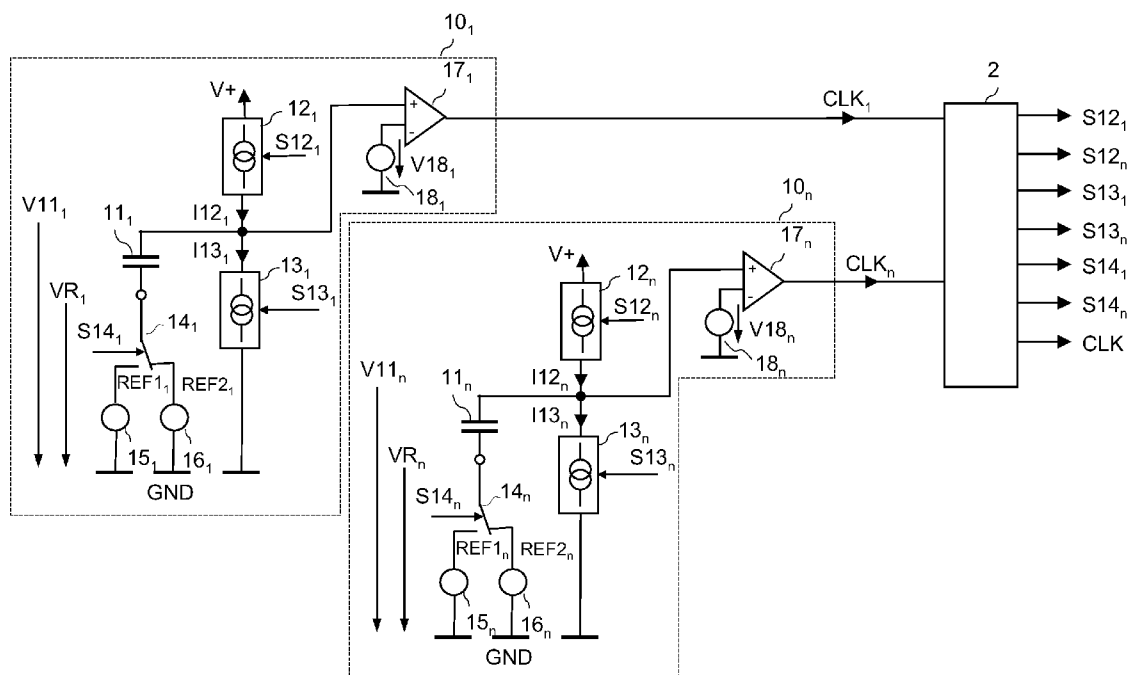 10₁
17₁
V+
12₁
S12₁
V18₁
18₁
CLK₁
2
S12₁
S12ₙ
S13₁
S13ₙ
S14₁
S14ₙ
CLK
V11₁
11₁
I12₁
I13₁
13₁
S13₁
VR₁
S14₁
14₁
REF1₁
REF2₁
15₁
16₁
GND
10ₙ
17ₙ
V+
12ₙ
S12ₙ
V18ₙ
18ₙ
CLKₙ
V11ₙ
11ₙ
I12ₙ
I13ₙ
13ₙ
S13ₙ
VRₙ
S14ₙ
14ₙ
REF1ₙ
REF2ₙ
15ₙ
16ₙ
GND